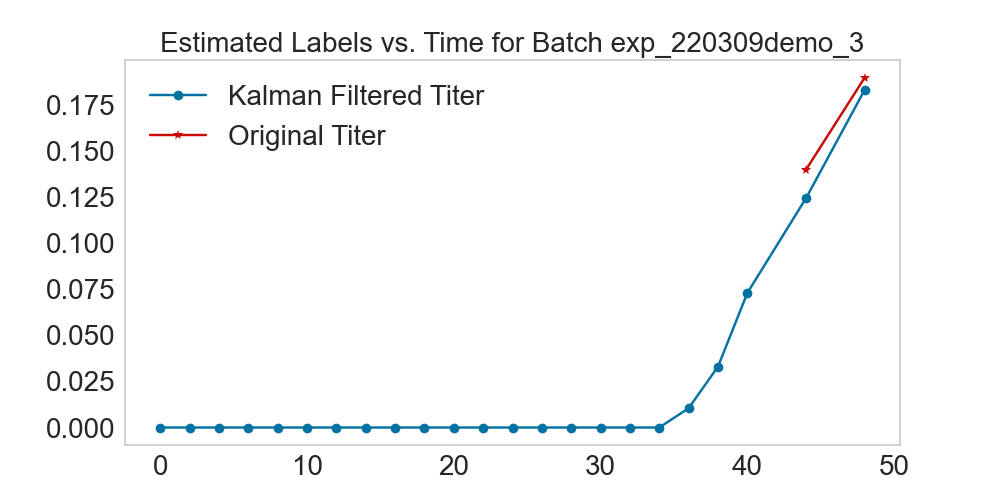 Estimated Labels vs. Time for Batch exp_220309demo_3
Kalman Filtered Titer
Original Titer
0.175
0.150
0.125
0.100
0.075
0.050
0.025
0.000
0 10 20 30 40 50